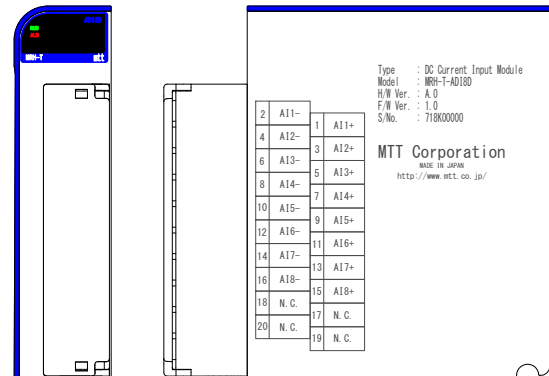 ADI8D
RUN
ALM
MRH-T mtt
Type : DC Current Input Module
Model : MRH-T-ADI8D
H/W Ver. : A.0
F/W Ver. : 1.0
S/No. : 718K00000
MTT Corporation
MADE IN JAPAN
http://www.mtt.co.jp/
2 AI1-
1 AI1+
4 AI2-
3 AI2+
6 AI3-
5 AI3+
8 AI4-
7 AI4+
10 AI5-
9 AI5+
12 AI6-
11 AI6+
14 AI7-
13 AI7+
16 AI8-
15 AI8+
18 N.C.
17 N.C.
20 N.C.
19 N.C.